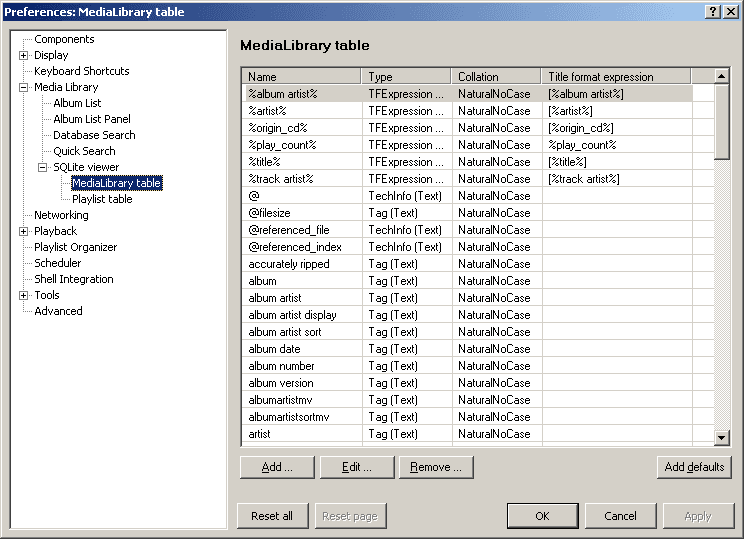 Preferences: MediaLibrary table
Components
Display
Keyboard Shortcuts
Media Library
Album List
Album List Panel
Database Search
Quick Search
SQLite viewer
MediaLibrary table
Playlist table
Networking
Playback
Playlist Organizer
Scheduler
Shell Integration
Tools
Advanced
MediaLibrary table
Name Type Collation Title format expression
%album artist% TFExpression ... NaturalNoCase [%album artist%]
%artist% TFExpression ... NaturalNoCase [%artist%]
%origin_cd% TFExpression ... NaturalNoCase [%origin_cd%]
%play_count% TFExpression ... NaturalNoCase %play_count%
%title% TFExpression ... NaturalNoCase [%title%]
%track artist% TFExpression ... NaturalNoCase [%track artist%]
@ TechInfo (Text) NaturalNoCase
@filesize Tag (Text) NaturalNoCase
@referenced_file TechInfo (Text) NaturalNoCase
@referenced_index TechInfo (Text) NaturalNoCase
accurately ripped Tag (Text) NaturalNoCase
album Tag (Text) NaturalNoCase
album artist Tag (Text) NaturalNoCase
album artist display Tag (Text) NaturalNoCase
album artist sort Tag (Text) NaturalNoCase
album date Tag (Text) NaturalNoCase
album number Tag (Text) NaturalNoCase
album version Tag (Text) NaturalNoCase
albumartistmv Tag (Text) NaturalNoCase
albumartistsortmv Tag (Text) NaturalNoCase
artist Tag (Text) NaturalNoCase
Add ... Edit ... Remove ... Add defaults
Reset all Reset page OK Cancel Apply